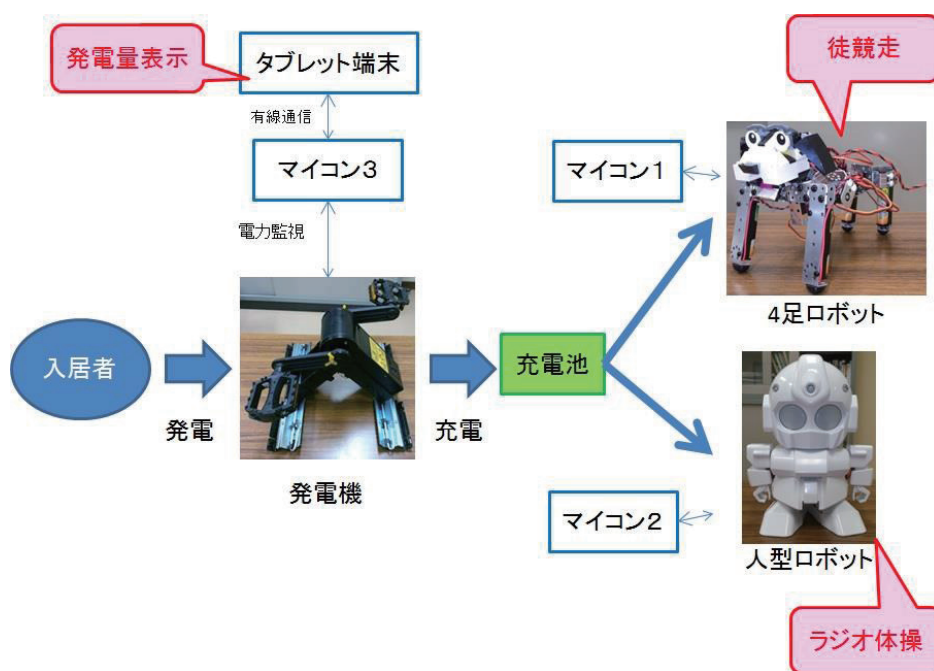 発電量表示
タブレット端末
徒競走
有線通信
マイコン3
マイコン1
電力監視
4足ロボット
入居者
充電池
発電
充電
発電機
マイコン2
人型ロボット
ラジオ体操